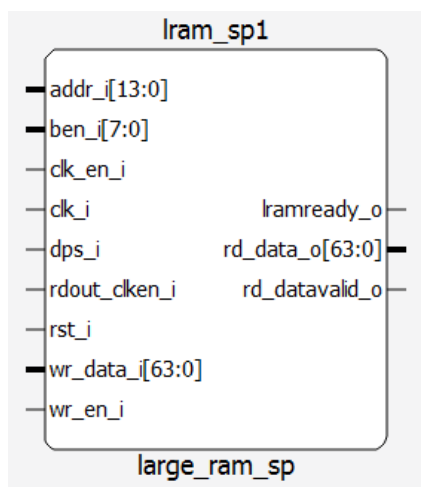 lram_sp1
addr_i[13:0]
ben_i[7:0]
clk_en_i
clk_i
lramready_o
dps_i
rd_data_o[63:0]
rdout_clken_i
rd_datavalid_o
rst_i
wr_data_i[63:0]
wr_en_i
large_ram_sp